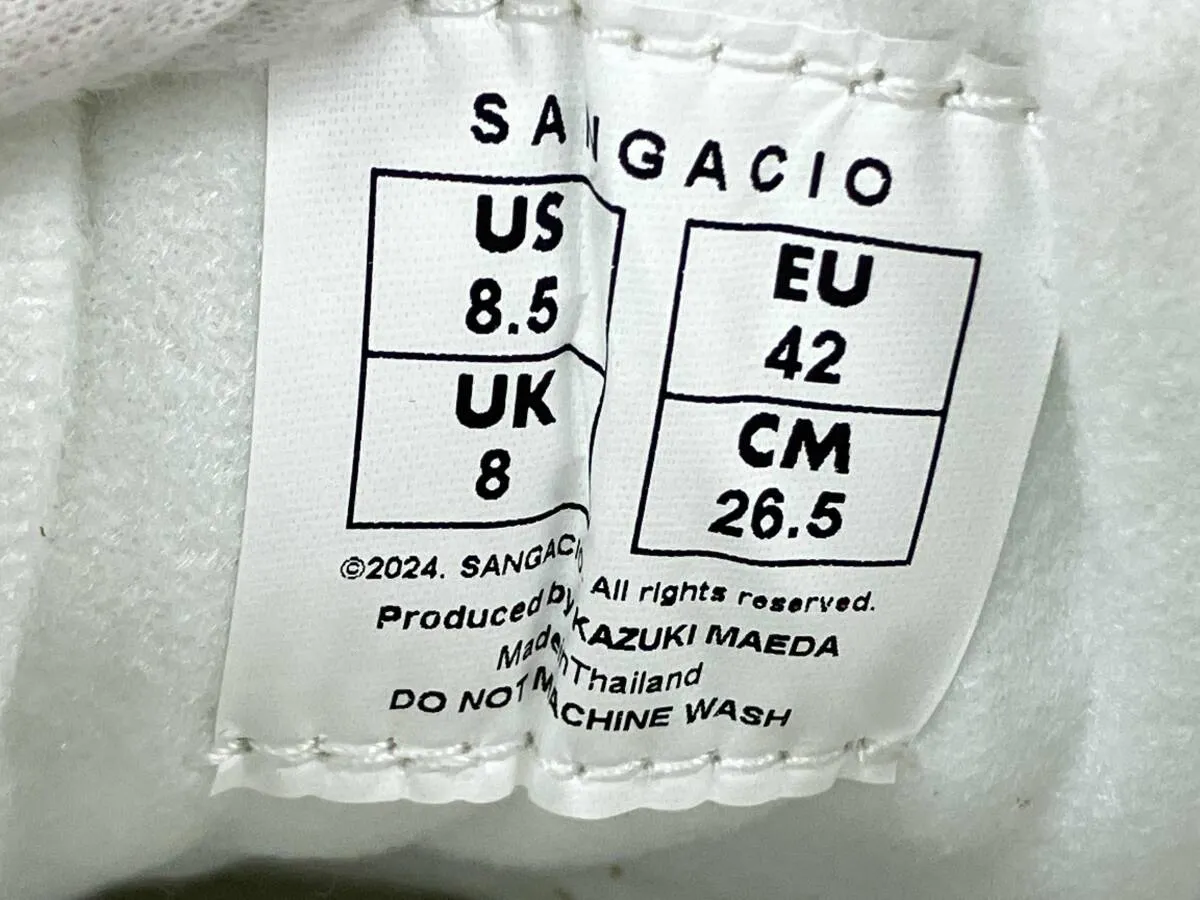 SANGACIO
US
8.5
EU
42
UK
8
CM
26.5
©2024. SANGACIO All rights reserved.
Produced by KAZUKI MAEDA
Made in Thailand
DO NOT MACHINE WASH